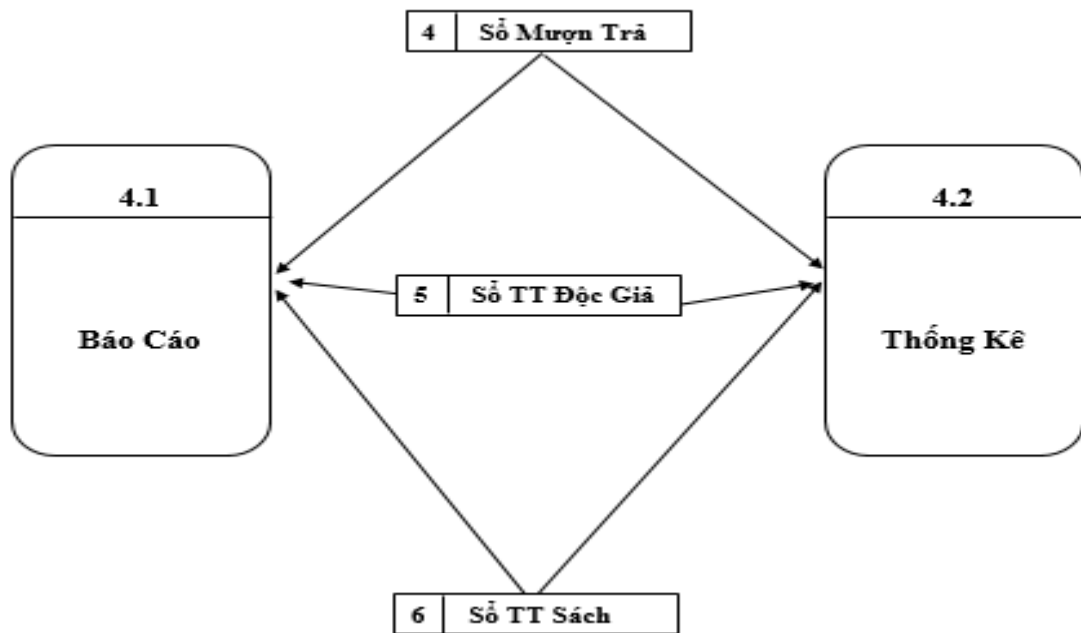 4 Sổ Mượn Trả
4.1
4.2
5 Sổ TT Độc Giả
Báo Cáo
Thống Kê
6 Sổ TT Sách